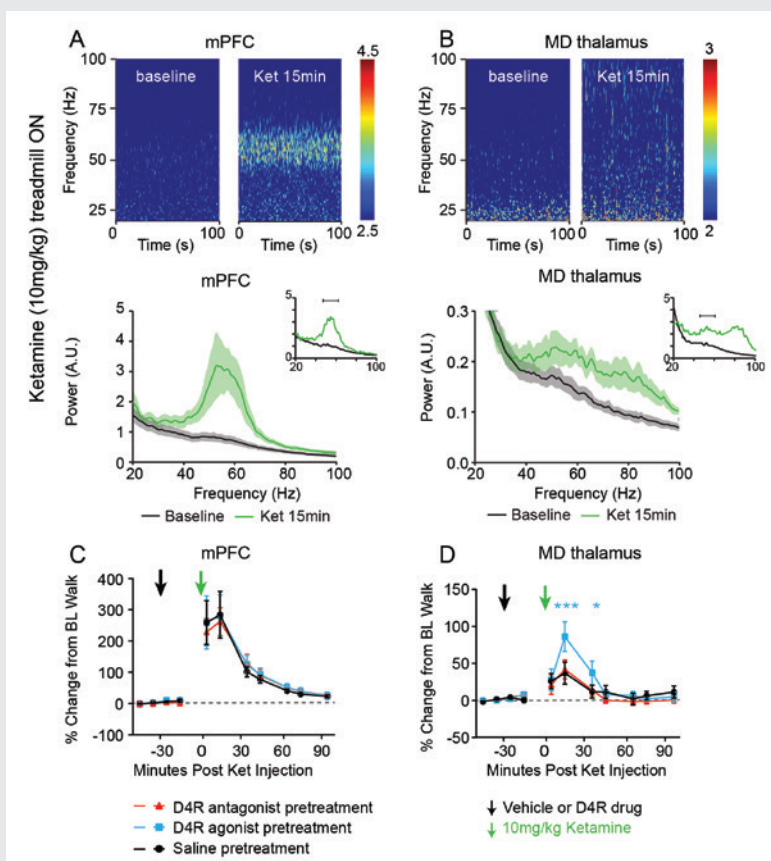 Ketamine (10mg/kg) treadmill ON
A
mPFC
baseline
Ket 15min
Frequency (Hz)
100
75
50
25
0
100
0
100
Time (s)
Time (s)
4.5
2.5
B
MD thalamus
baseline
Ket 15min
Frequency (Hz)
100
75
50
25
0
100
0
100
Time (s)
Time (s)
3
2
mPFC
Power (A.U.)
5
4
3
2
1
0
20 40 60 80 100
Frequency (Hz)
5
0
20 100
Baseline Ket 15min
MD thalamus
Power (A.U.)
0.3
0.2
0.1
0.0
20 40 60 80 100
Frequency (Hz)
5
0
20 100
Baseline Ket 15min
C
mPFC
% Change from BL Walk
400
300
200
100
0
-100
-30 0 30 60 90
Minutes Post Ket Injection
D4R antagonist pretreatment
D4R agonist pretreatment
Saline pretreatment
D
MD thalamus
% Change from BL Walk
150
100
50
0
-50
*** *
-30 0 30 60 90
Minutes Post Ket Injection
Vehicle or D4R drug
10mg/kg Ketamine